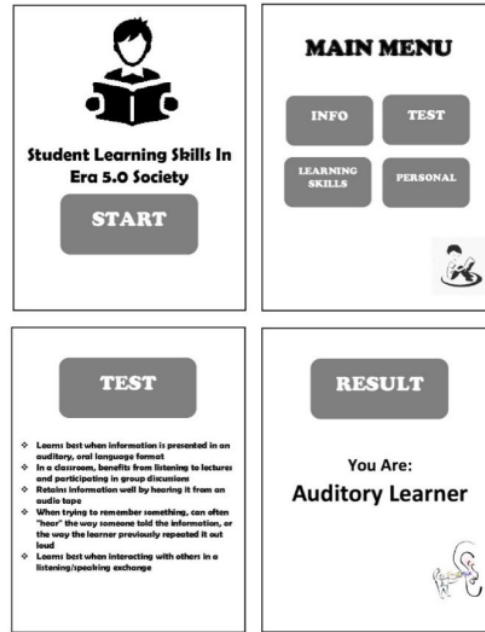 Student Learning Skills In
Era 5.0 Society
START
MAIN MENU
INFO
TEST
LEARNING
SKILLS
PERSONAL
TEST
❖ Learns best when information is presented in an
auditory, oral language format
❖ In a classroom, benefits from listening to lectures
and participating in group discussions
❖ Retains information well by hearing it from an
audio tape
❖ When trying to remember something, can often
"hear" the way someone told the information, or
the way the learner previously repeated it out
loud
❖ Learns best when interacting with others in a
listening/speaking exchange
RESULT
You Are:
Auditory Learner